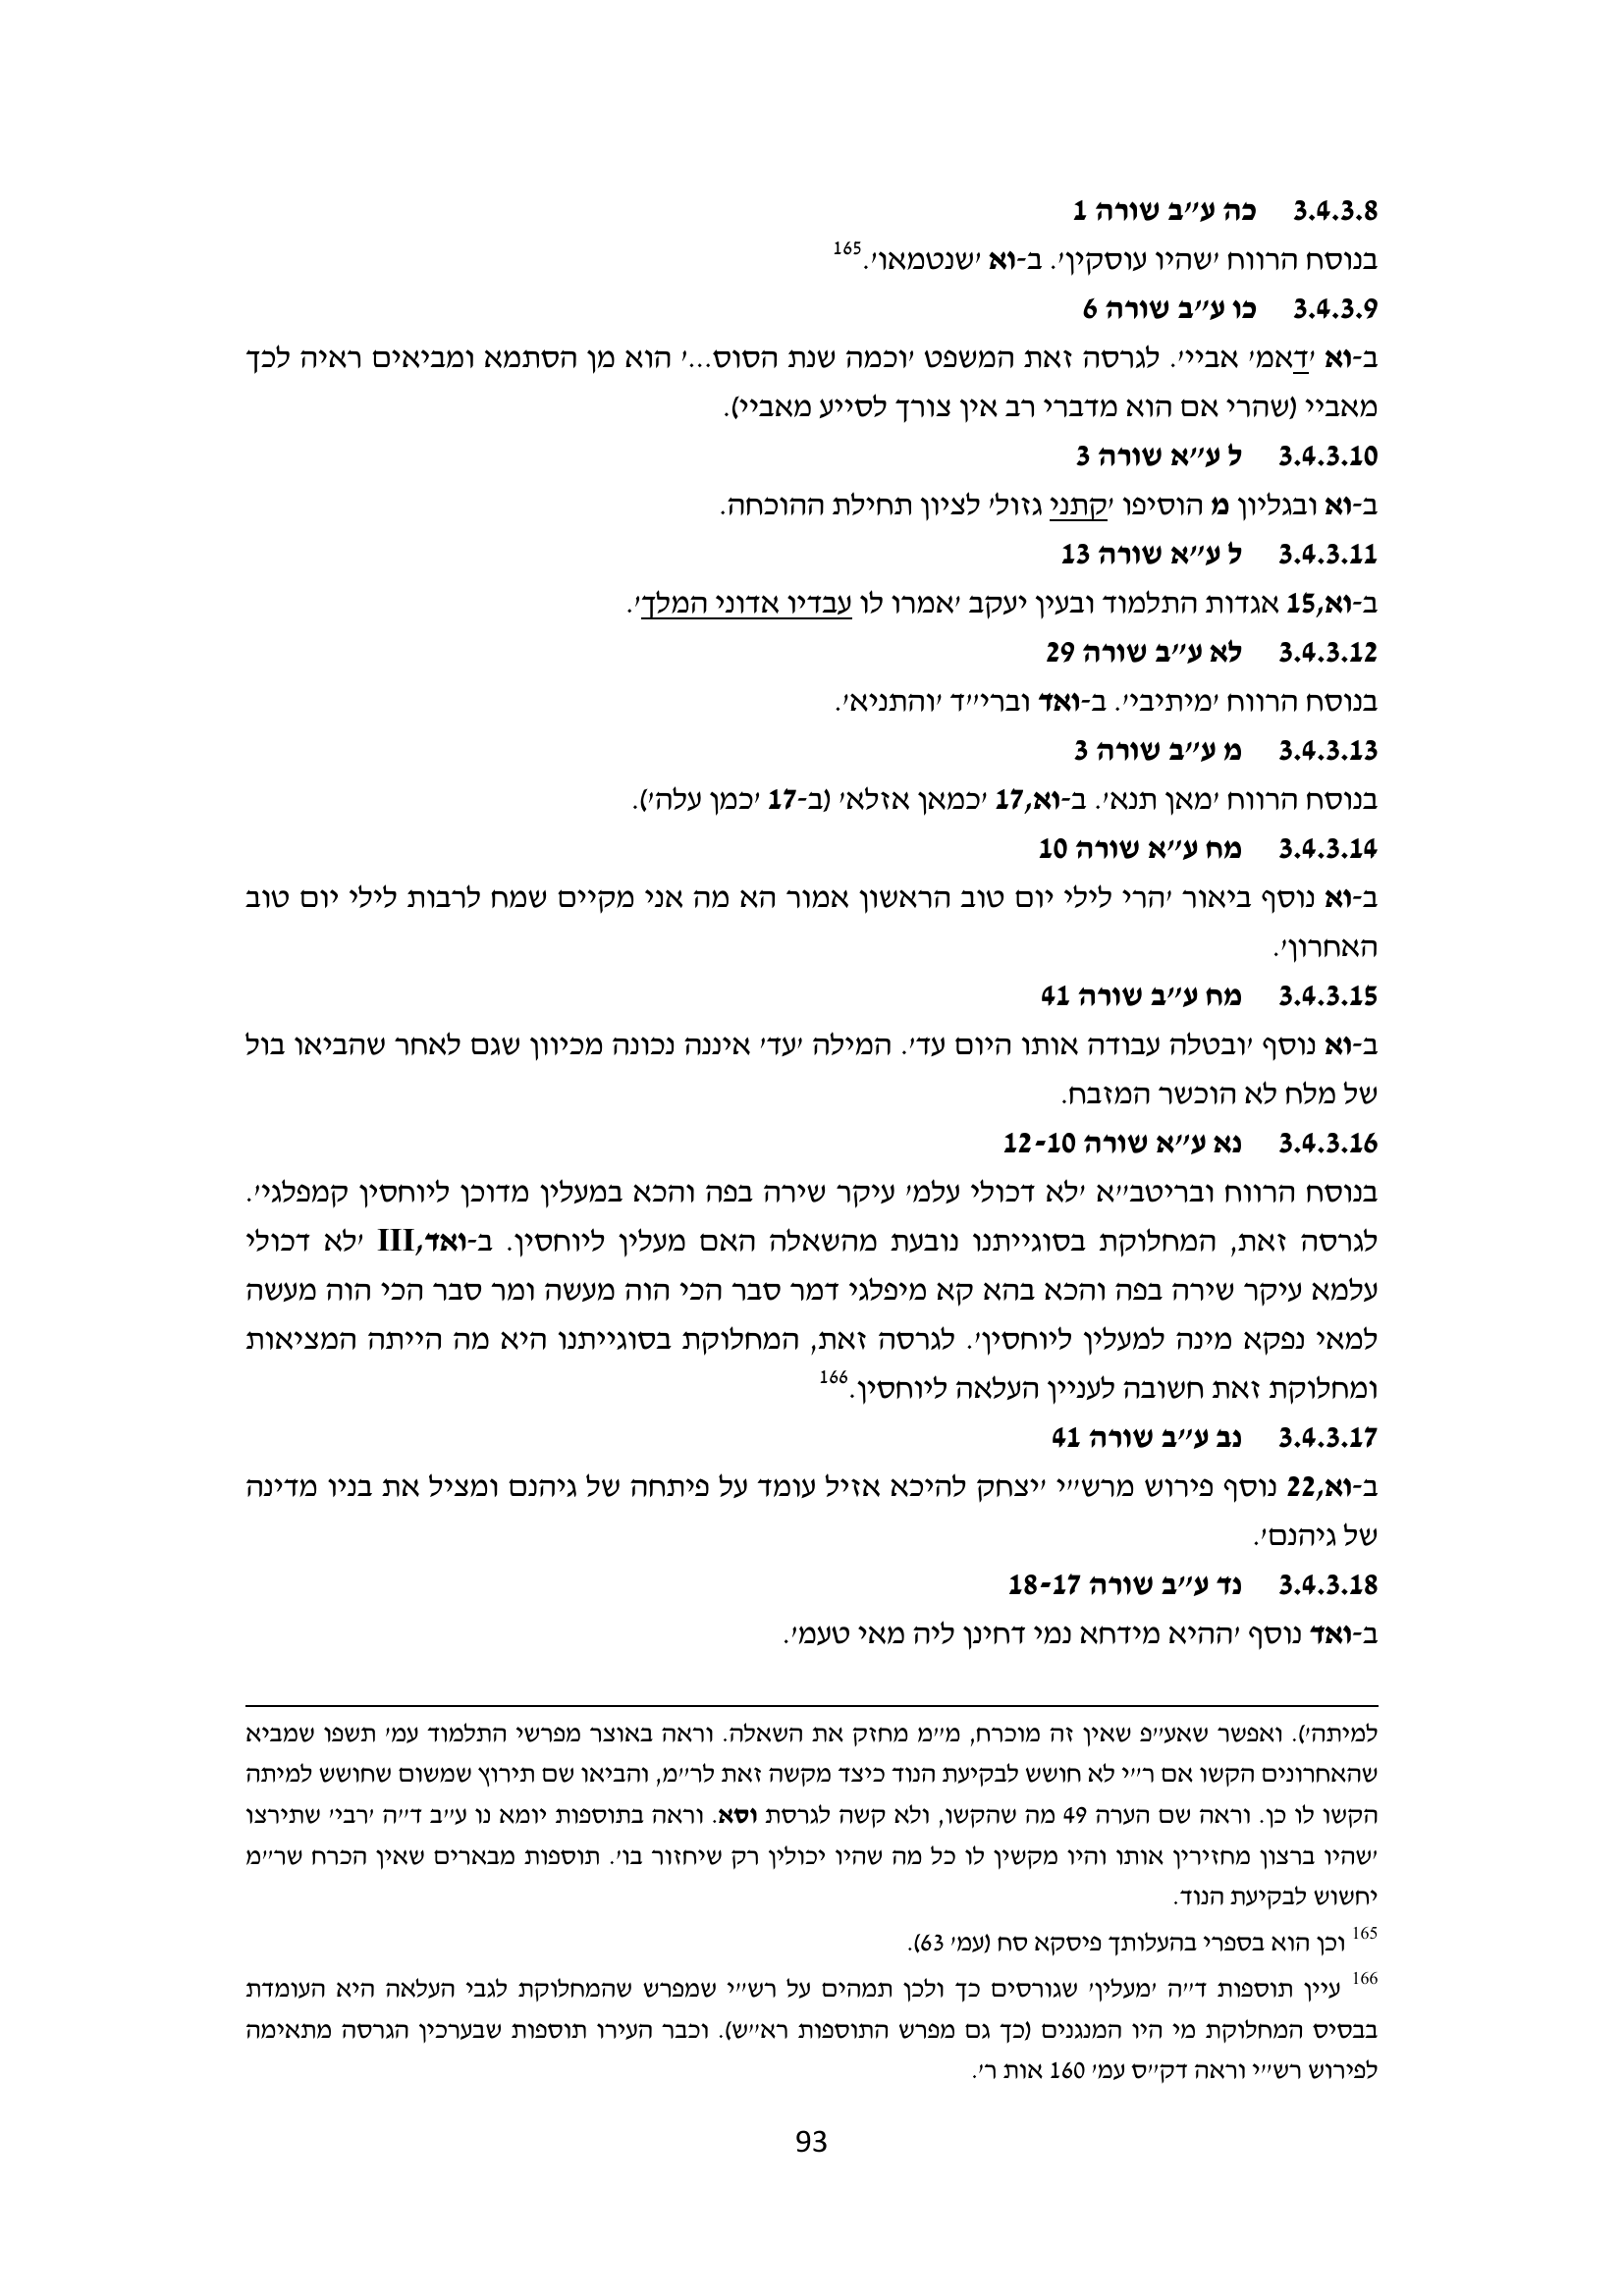 3.4.3.8 כה ע״ב שורה 1
בנוסח הרווח ׳שהיו עוסקין׳. ב-וא ׳שנטמאו׳.165
3.4.3.9 כו ע״ב שורה 6
ב-וא ׳דאמ׳ אביי׳. לגרסה זאת המשפט ׳וכמה שנת הסוס...׳ הוא מן הסתמא ומביאים ראיה לכך
מאביי (שהרי אם הוא מדברי רב אין צורך לסייע מאביי).
3.4.3.10 ל ע״א שורה 3
ב-וא ובגליון מ הוסיפו ׳קתני גזול׳ לציון תחילת ההוכחה.
3.4.3.11 ל ע״א שורה 13
ב-וא,15 אגדות התלמוד ובעין יעקב ׳אמרו לו עבדיו אדוני המלך׳.
3.4.3.12 לא ע״ב שורה 29
בנוסח הרווח ׳מיתיבי׳. ב-ואד וברי״ד ׳והתניא׳.
3.4.3.13 מ ע״ב שורה 3
בנוסח הרווח ׳מאן תנא׳. ב-וא,17 ׳כמאן אזלא׳ (ב-17 ׳כמן עלה׳).
3.4.3.14 מח ע״א שורה 10
ב-וא נוסף ביאור ׳הרי לילי יום טוב הראשון אמור הא מה אני מקיים שמח לרבות לילי יום טוב
האחרון׳.
3.4.3.15 מח ע״ב שורה 41
ב-וא נוסף ׳ובטלה עבודה אותו היום עד׳. המילה ׳עד׳ איננה נכונה מכיוון שגם לאחר שהביאו בול
של מלח לא הוכשר המזבח.
3.4.3.16 נא ע״א שורה 12-10
בנוסח הרווח ובריטב״א ׳לא דכולי עלמ׳ עיקר שירה בפה והכא במעלין מדוכן ליוחסין קמפלגי׳.
לגרסה זאת, המחלוקת בסוגייתנו נובעת מהשאלה האם מעלין ליוחסין. ב-ואד,III ׳לא דכולי
עלמא עיקר שירה בפה והכא בהא קא מיפלגי דמר סבר הכי הוה מעשה ומר סבר הכי הוה מעשה
למאי נפקא מינה למעלין ליוחסין׳. לגרסה זאת, המחלוקת בסוגייתנו היא מה הייתה המציאות
ומחלוקת זאת חשובה לעניין העלאה ליוחסין.166
3.4.3.17 נב ע״ב שורה 41
ב-וא,22 נוסף פירוש מרש״י ׳יצחק להיכא אזיל עומד על פיתחה של גיהנם ומציל את בניו מדינה
של גיהנם׳.
3.4.3.18 נד ע״ב שורה 18-17
ב-ואד נוסף ׳ההיא מידחא נמי דחינן ליה מאי טעמ׳.
למיתה׳). ואפשר שאע״פ שאין זה מוכרח, מ״מ מחזק את השאלה. וראה באוצר מפרשי התלמוד עמ׳ תשפו שמביא
שהאחרונים הקשו אם ר״י לא חושש לבקיעת הנוד כיצד מקשה זאת לר״מ, והביאו שם תירוץ שמשום שחושש למיתה
הקשו לו כן. וראה שם הערה 49 מה שהקשו, ולא קשה לגרסת וסא. וראה בתוספות יומא נו ע״ב ד״ה ׳רבי׳ שתירצו
׳שהיו ברצון מחזירין אותו והיו מקשין לו כל מה שהיו יכולין רק שיחזור בו׳. תוספות מבארים שאין הכרח שר״מ
יחשוש לבקיעת הנוד.
165 וכן הוא בספרי בהעלותך פיסקא סח (עמ׳ 63).
166 עיין תוספות ד״ה ׳מעלין׳ שגורסים כך ולכן תמהים על רש״י שמפרש שהמחלוקת לגבי העלאה היא העומדת
בבסיס המחלוקת מי היו המנגנים (כך גם מפרש התוספות רא״ש). וכבר העירו תוספות שבערכין הגרסה מתאימה
לפירוש רש״י וראה דק״ס עמ׳ 160 אות ר׳.
93